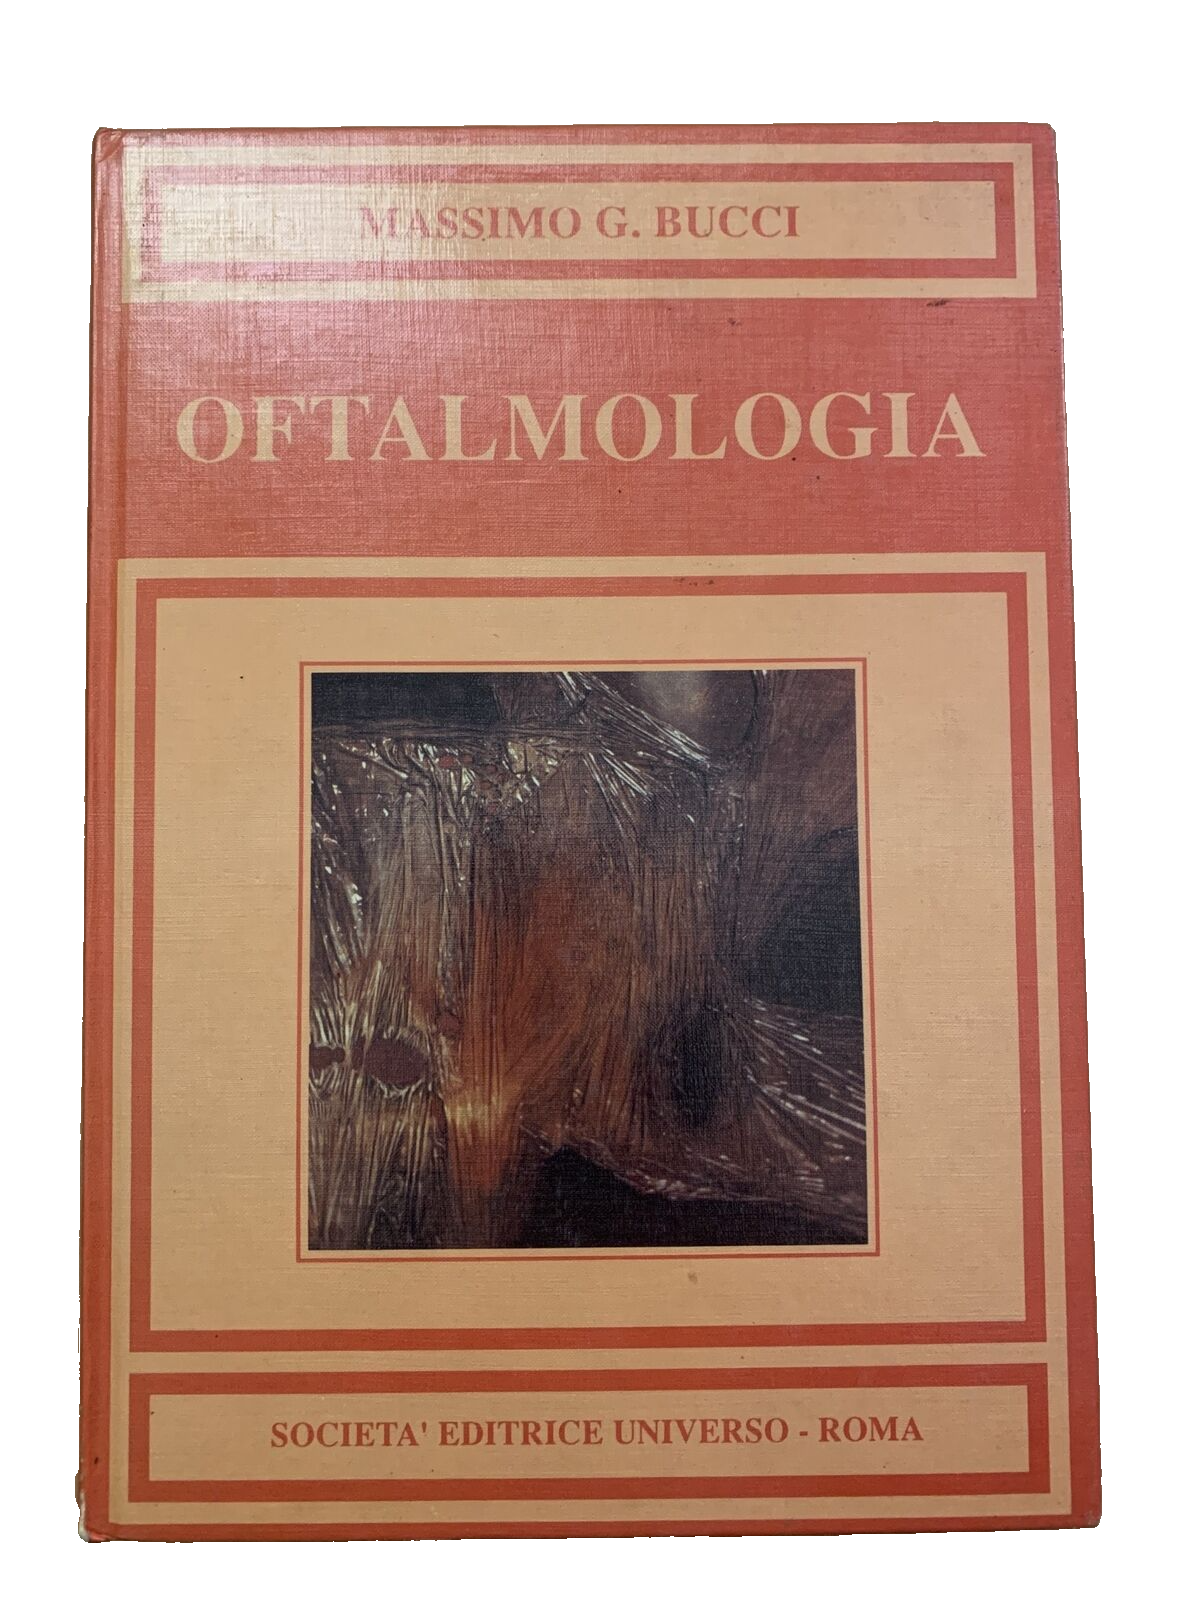 MASSIMO G. BUCCI
OFTALMOLOGIA
SOCIETA' EDITRICE UNIVERSO - ROMA